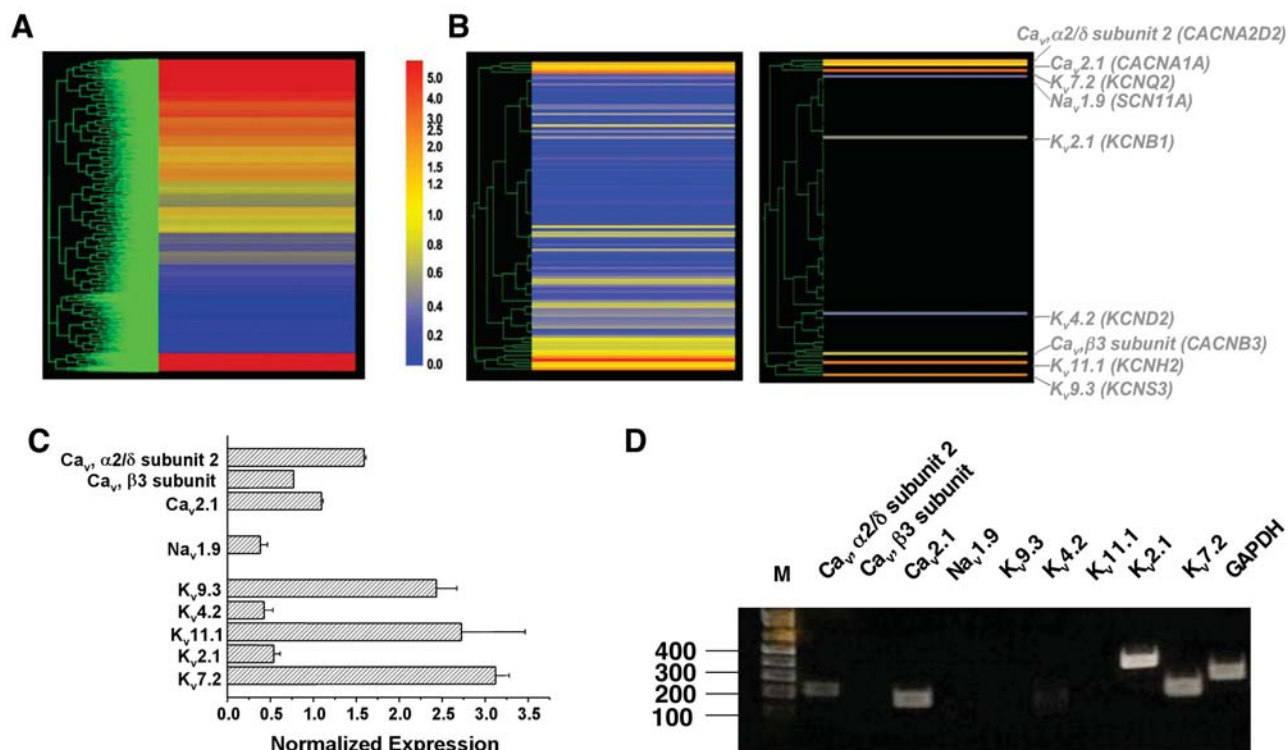 A
B
5.0
4.0
3.0
2.5
2.0
1.5
1.2
1.0
0.8
0.6
0.4
0.2
0.0
Caᵥ,α2/δ subunit 2 (CACNA2D2)
Caᵥ2.1 (CACNA1A)
Kᵥ7.2 (KCNQ2)
Naᵥ1.9 (SCN11A)
Kᵥ2.1 (KCNB1)
Kᵥ4.2 (KCND2)
Caᵥ,β3 subunit (CACNB3)
Kᵥ11.1 (KCNH2)
Kᵥ9.3 (KCNS3)
C
Caᵥ, α2/δ subunit 2
Caᵥ, β3 subunit
Caᵥ2.1
Naᵥ1.9
Kᵥ9.3
Kᵥ4.2
Kᵥ11.1
Kᵥ2.1
Kᵥ7.2
0.0 0.5 1.0 1.5 2.0 2.5 3.0 3.5
Normalized Expression
D
M
Caᵥ, α2/δ subunit 2
Caᵥ, β3 subunit
Caᵥ2.1
Naᵥ1.9
Kᵥ9.3
Kᵥ4.2
Kᵥ11.1
Kᵥ2.1
Kᵥ7.2
GAPDH
400
300
200
100